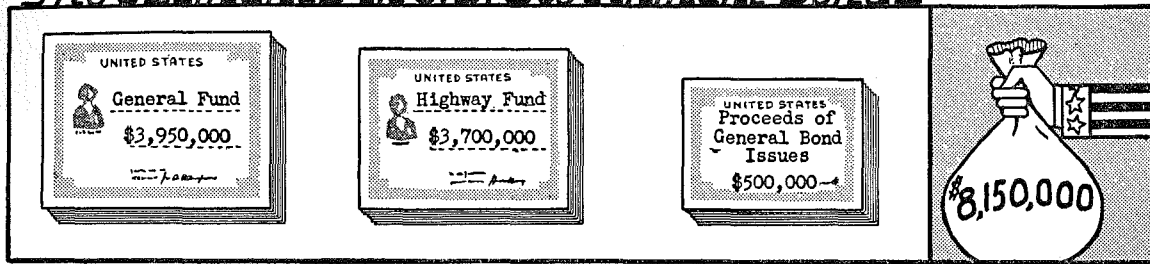 UNITED STATES
General Fund
$3,950,000
UNITED STATES
Highway Fund
$3,700,000
UNITED STATES
Proceeds of
General Bond
Issues
$500,000
$8,150,000